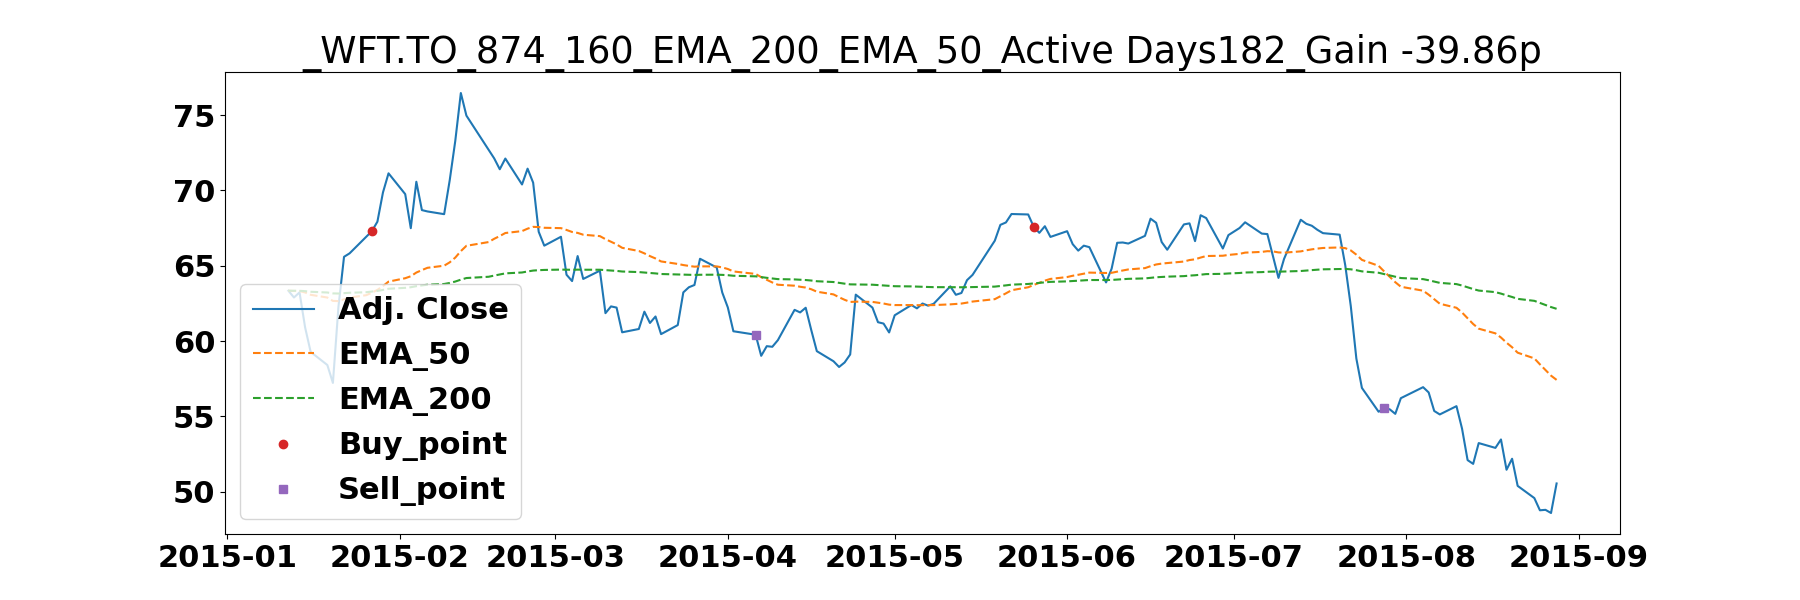 _WFT.TO_874_160_EMA_200_EMA_50_Active Days182_Gain -39.86p
75
70
65
60
55
50
Adj. Close
EMA_50
EMA_200
Buy_point
Sell_point
2015-01 2015-02 2015-03 2015-04 2015-05 2015-06 2015-07 2015-08 2015-09